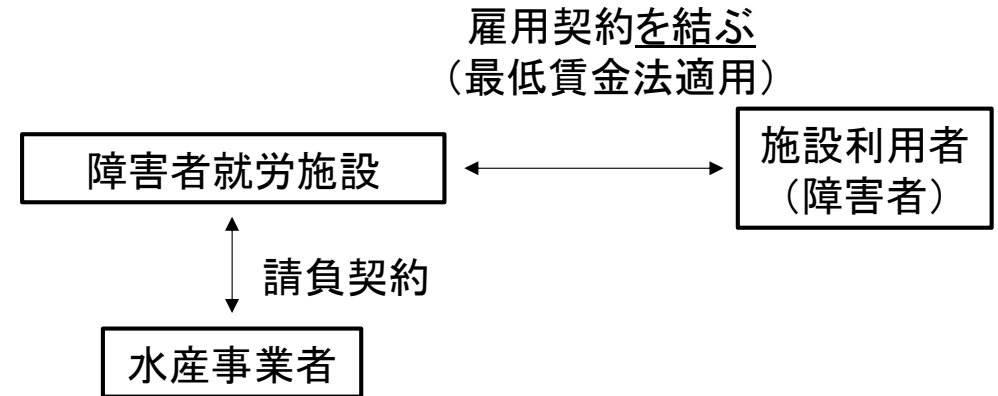 雇用契約を結ぶ
（最低賃金法適用）
障害者就労施設
施設利用者
（障害者）
請負契約
水産事業者